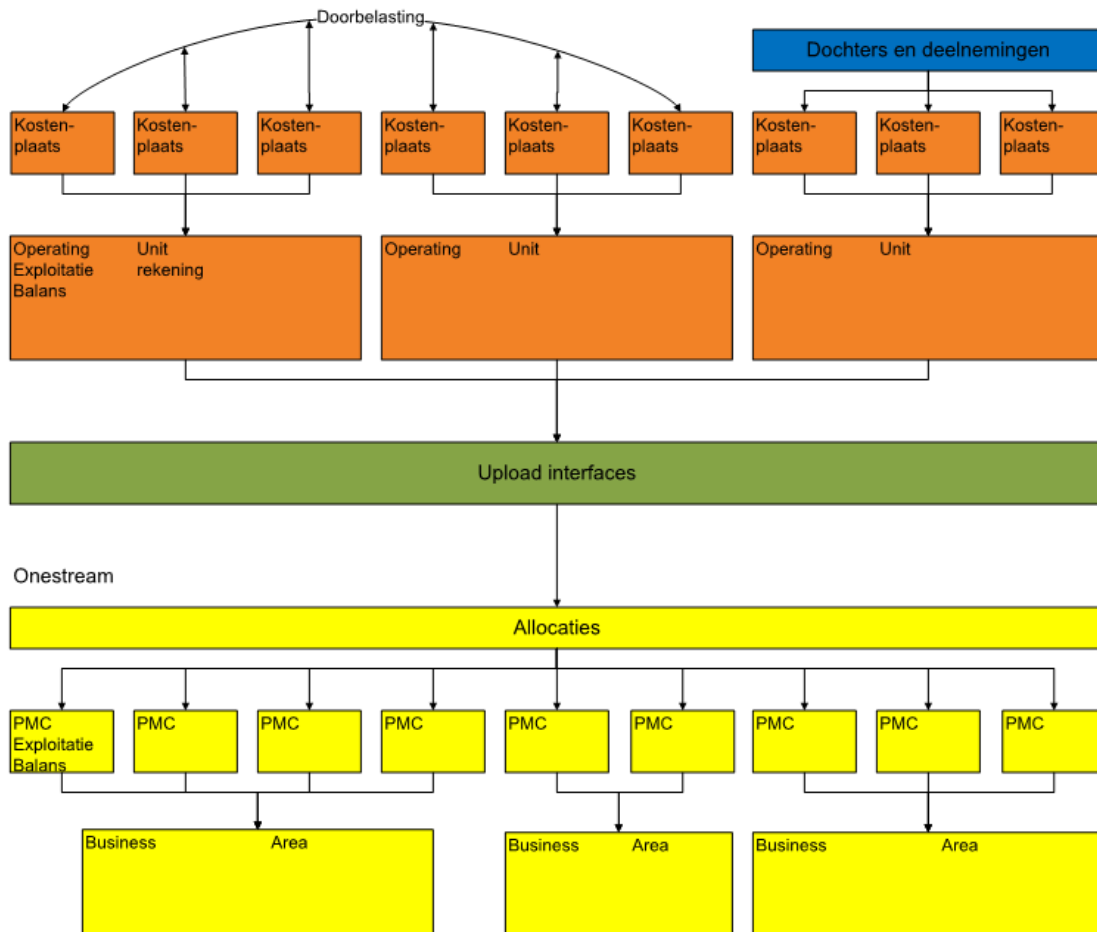 Doorbelasting
Dochters en deelnemingen
Kosten-
plaats
Kosten-
plaats
Kosten-
plaats
Kosten-
plaats
Kosten-
plaats
Kosten-
plaats
Kosten-
plaats
Kosten-
plaats
Kosten-
plaats
Operating Unit
Exploitatie rekening
Balans
Operating Unit
Operating Unit
Upload interfaces
Onestream
Allocaties
PMC
Exploitatie
Balans
PMC
PMC
PMC
PMC
PMC
PMC
PMC
PMC
Business Area
Business Area
Business Area